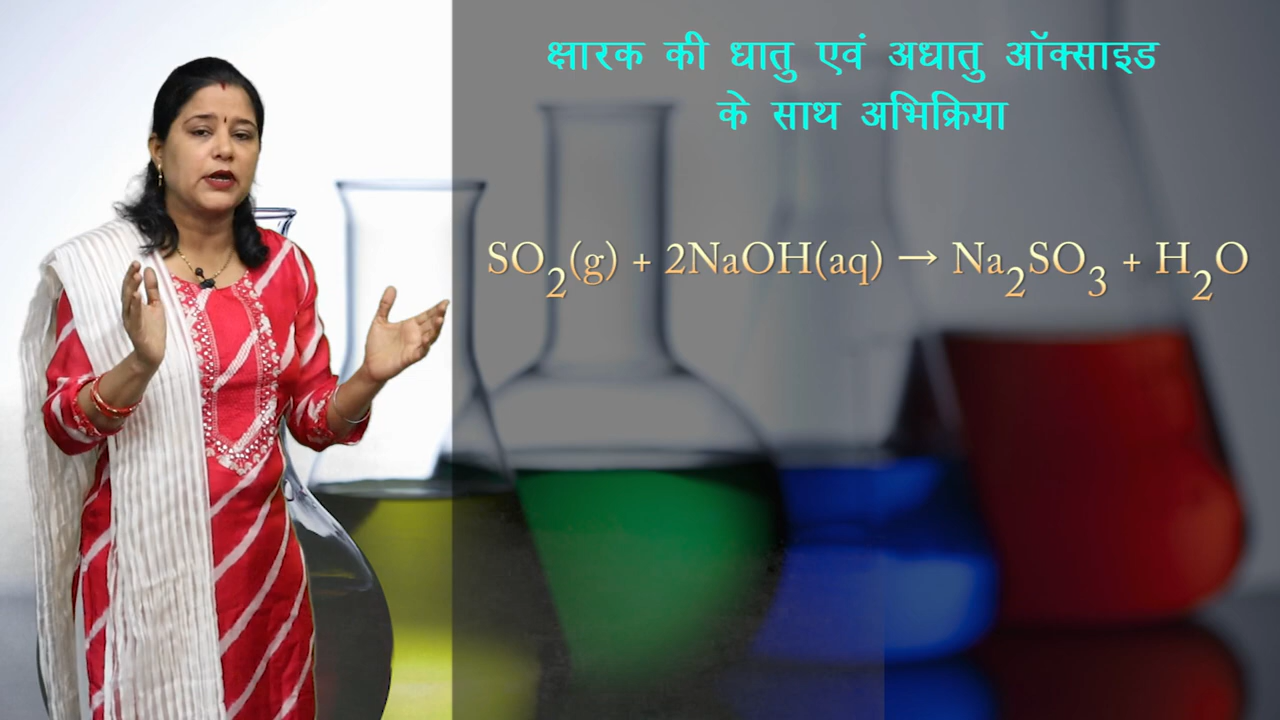 क्षारक की धातु एवं अधातु ऑक्साइड
के साथ अभिक्रिया
SO₂(g) + 2NaOH(aq) → Na₂SO₃ + H₂O